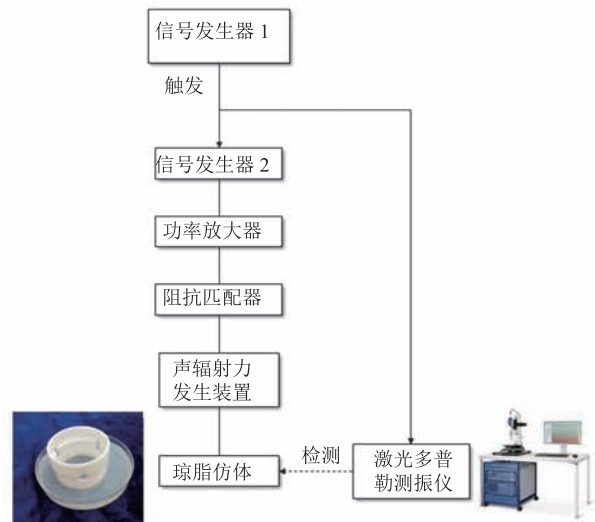 信号发生器 1
触发
信号发生器 2
功率放大器
阻抗匹配器
声辐射力
发生装置
琼脂仿体
检测
激光多普
勒测振仪